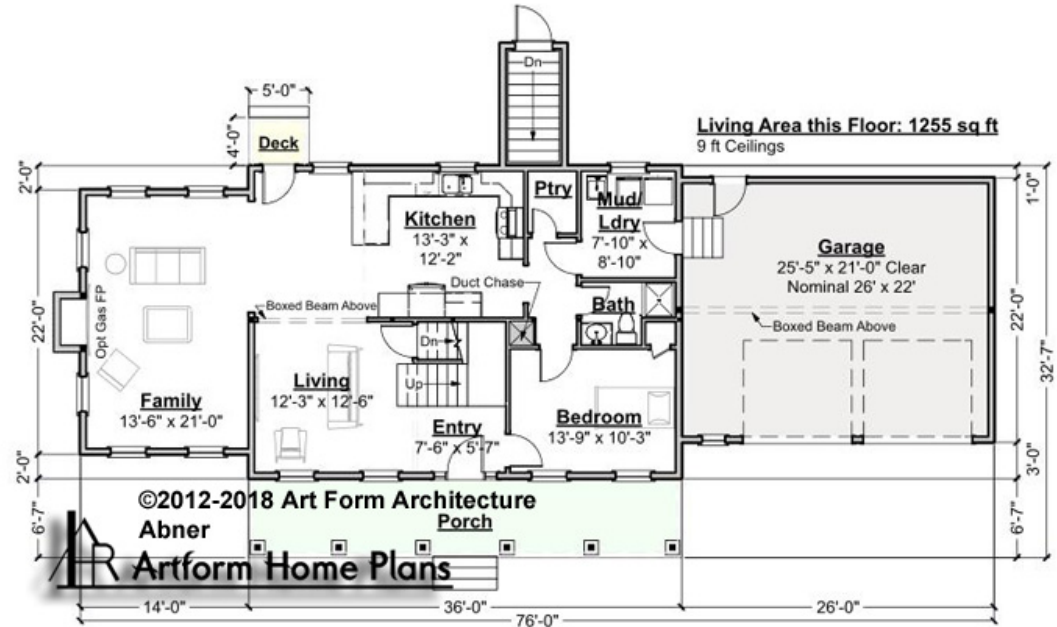 Dn
5'-0"
4'-0"
Deck
Living Area this Floor: 1255 sq ft
9 ft Ceilings
2'-0"
1'-0"
Ptry
Mud/
Ldry
7'-10" x
8'-10"
Kitchen
13'-3" x
12'-2"
Garage
25'-5" x 21'-0" Clear
Nominal 26' x 22'
Duct Chase
Bath
Opt Gas FP
Boxed Beam Above
Boxed Beam Above
22'-0"
22'-0"
32'-7"
Dn
Up
Living
12'-3" x 12'-6"
Family
13'-6" x 21'-0"
Entry
7'-6" x 5'-7"
Bedroom
13'-9" x 10'-3"
2'-0"
3'-0"
6'-7"
6'-7"
©2012-2018 Art Form Architecture
Abner
Porch
Artform Home Plans
14'-0"
36'-0"
26'-0"
76'-0"